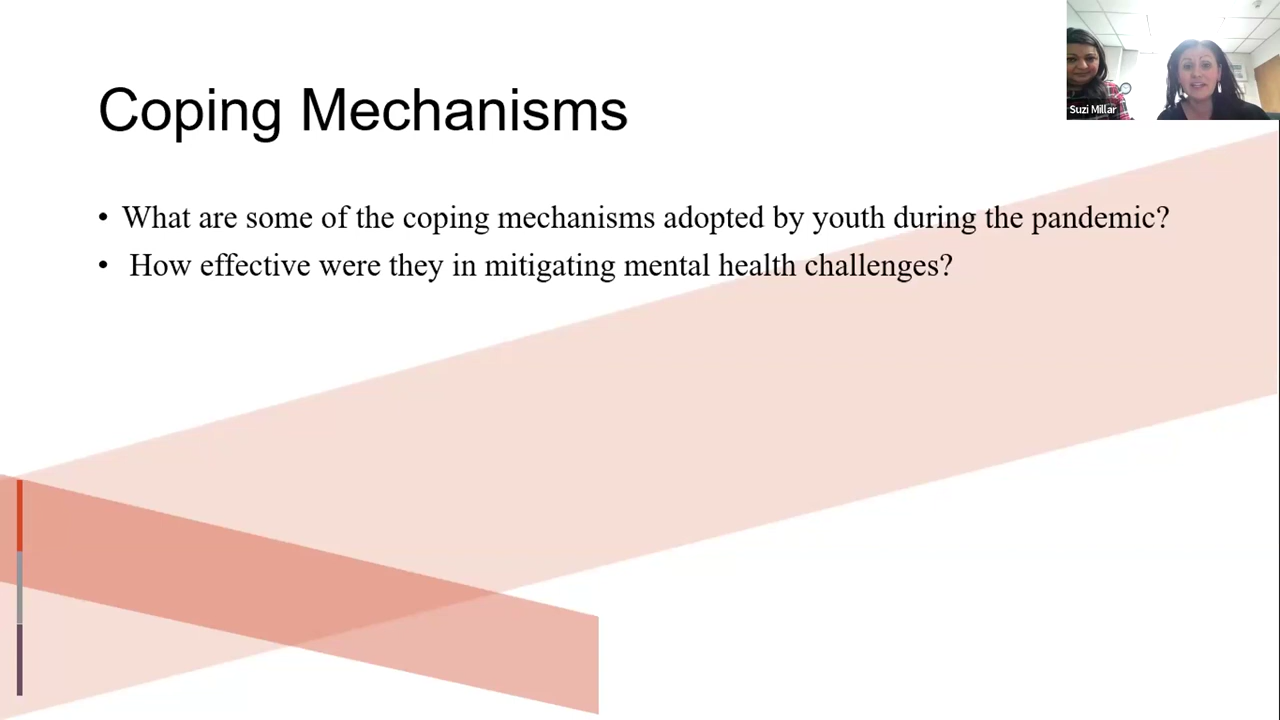 Coping Mechanisms
• What are some of the coping mechanisms adopted by youth during the pandemic?
• How effective were they in mitigating mental health challenges?
Suzi Millar